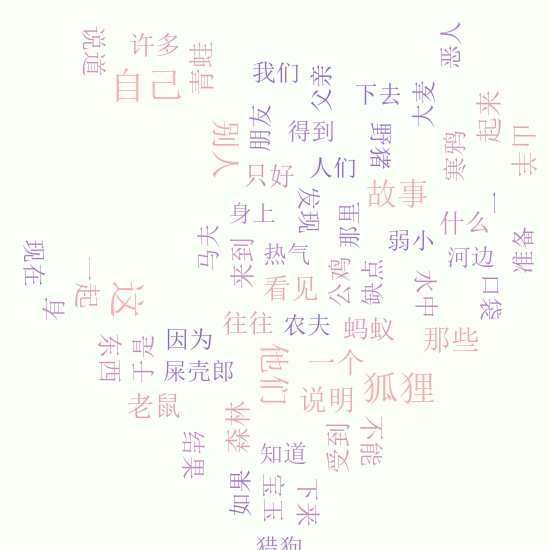 说道
许多
恶人
青蛙
自己
我们
父亲
下去
大麦
起来
朋友
得到
野猪
别人
山羊
寒鸦
只好
人们
故事
一
身上
发现
那里
什么
弱小
马夫
来到
热气
河边
准备
现在
看见
公鸡
缺点
水中
口袋
一起
有
这
往往
农夫
蚂蚁
那些
因为
东西
于是
屎壳郎
他们
一个
狐狸
说明
老鼠
森林
受到
不能
结果
知道
如果
宝玉
下来
猎狗